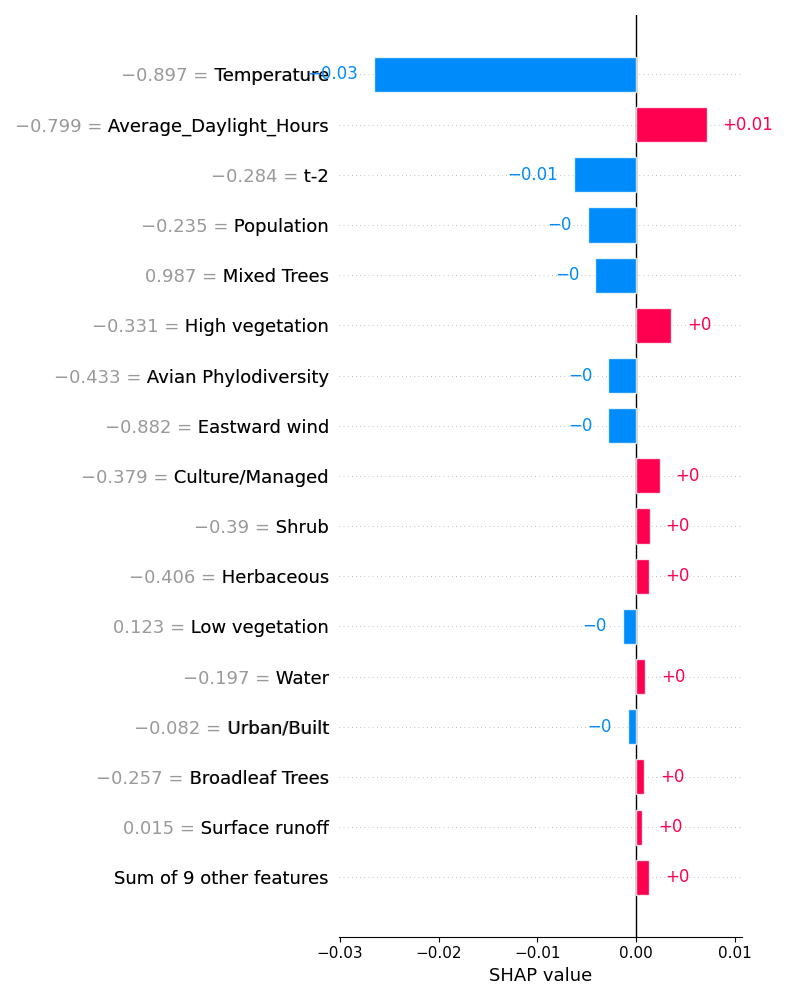 −0.897 = Temperature −0.03
−0.799 = Average_Daylight_Hours +0.01
−0.284 = t-2 −0.01
−0.235 = Population −0
0.987 = Mixed Trees −0
−0.331 = High vegetation +0
−0.433 = Avian Phylodiversity −0
−0.882 = Eastward wind −0
−0.379 = Culture/Managed +0
−0.39 = Shrub +0
−0.406 = Herbaceous +0
0.123 = Low vegetation −0
−0.197 = Water +0
−0.082 = Urban/Built −0
−0.257 = Broadleaf Trees +0
0.015 = Surface runoff +0
Sum of 9 other features +0
−0.03 −0.02 −0.01 0.00 0.01
SHAP value